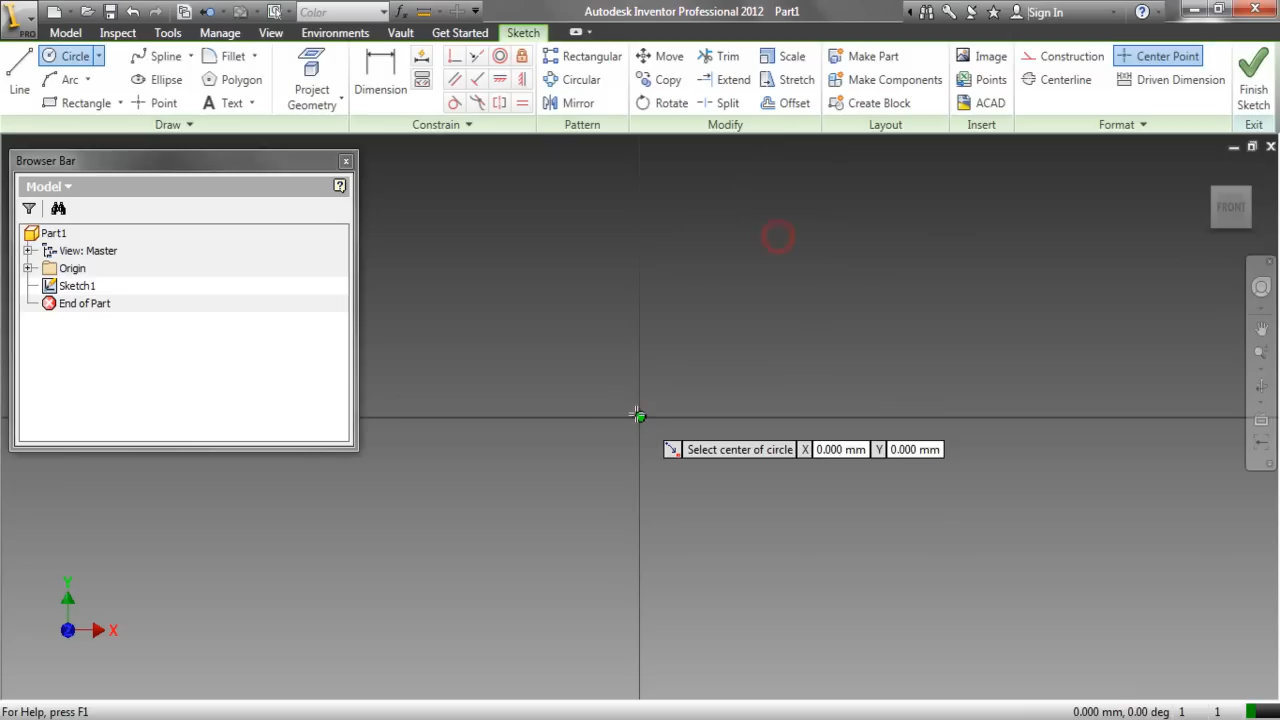 Color
Autodesk Inventor Professional 2012 Part1
Sign In
PRO
Model Inspect Tools Manage View Environments Vault Get Started Sketch
Line
Circle
Arc
Rectangle
Spline
Ellipse
Point
Fillet
Polygon
Text
Project
Geometry
Dimension
Rectangular
Circular
Mirror
Move
Copy
Rotate
Trim
Extend
Split
Scale
Stretch
Offset
Make Part
Make Components
Create Block
Image
Points
ACAD
Construction
Centerline
Center Point
Driven Dimension
Finish
Sketch
Draw Constrain Pattern Modify Layout Insert Format Exit
Browser Bar
Model
Part1
View: Master
Origin
Sketch1
End of Part
FRONT
Select center of circle X 0.000 mm Y 0.000 mm
Y
X
For Help, press F1
0.000 mm, 0.00 deg 1 1